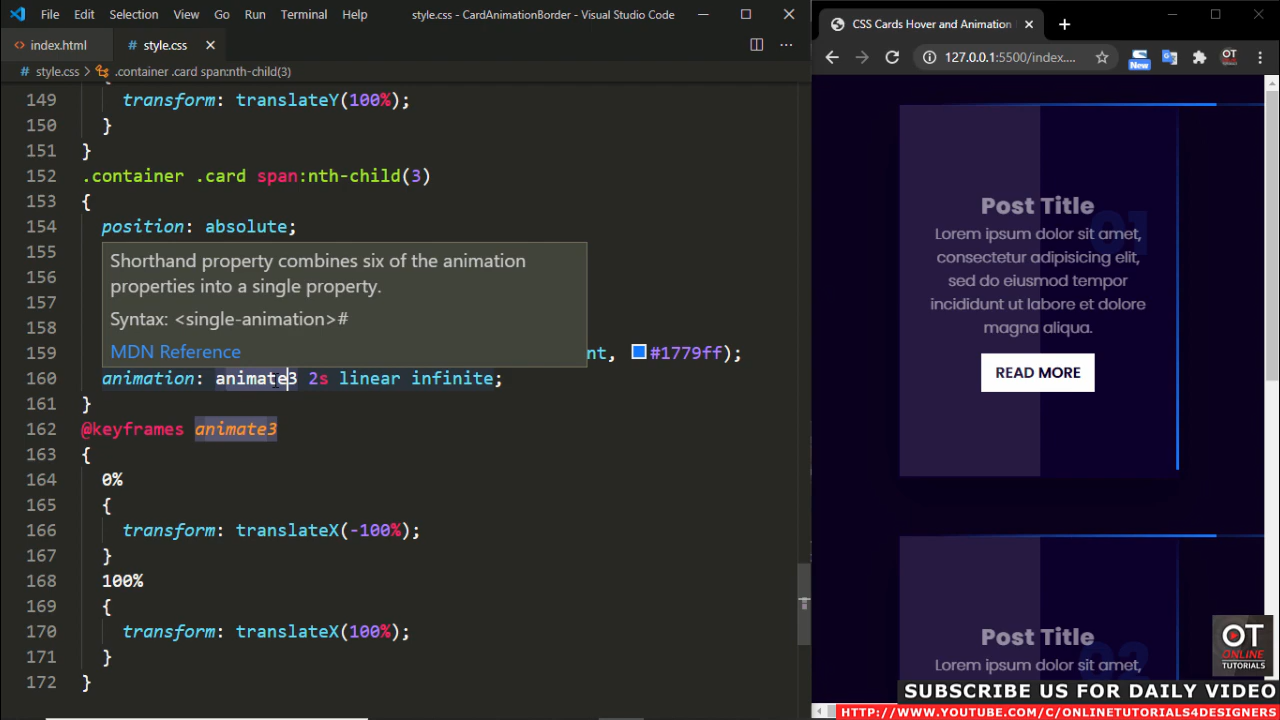 File Edit Selection View Go Run Terminal Help style.css - CardAnimationBorder - Visual Studio Code
index.html style.css
style.css > .container .card span:nth-child(3)
149 transform: translateY(100%);
150 }
151 }
152 .container .card span:nth-child(3)
153 {
154 position: absolute;
155
156
157
158
Shorthand property combines six of the animation
properties into a single property.
Syntax: <single-animation>#
MDN Reference
159 nt, #1779ff);
160 animation: animate3 2s linear infinite;
161 }
162 @keyframes animate3
163 {
164 0%
165 {
166 transform: translateX(-100%);
167 }
168 100%
169 {
170 transform: translateX(100%);
171 }
172 }
CSS Cards Hover and Animation
127.0.0.1:5500/index....
New
OT
01
Post Title
Lorem ipsum dolor sit amet,
consectetur adipisicing elit,
sed do eiusmod tempor
incididunt ut labore et dolore
magna aliqua.
READ MORE
02
Post Title
Lorem ipsum dolor sit amet,
OT
ONLINE
TUTORIALS
SUBSCRIBE US FOR DAILY VIDEO
HTTP://WWW.YOUTUBE.COM/C/ONLINETUTORIALS4DESIGNERS